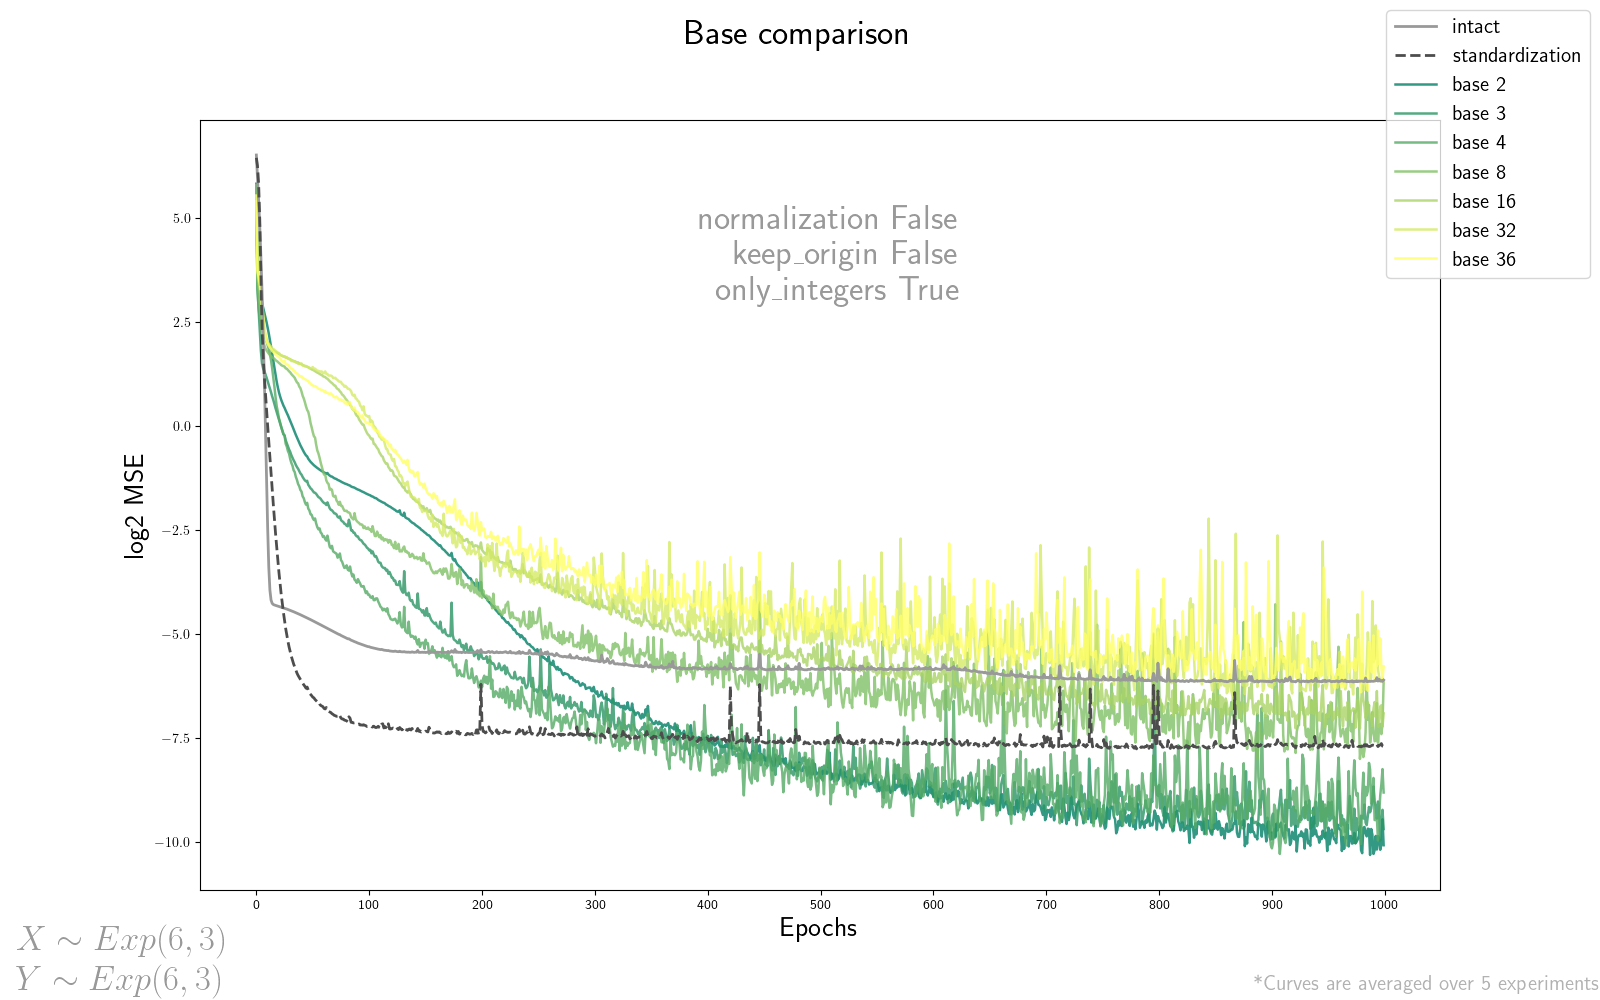 Base comparison
intact
standardization
base 2
base 3
base 4
base 8
base 16
base 32
base 36
normalization False
keep_origin False
only_integers True
log2 MSE
5.0
2.5
0.0
−2.5
−5.0
−7.5
−10.0
0 100 200 300 400 500 600 700 800 900 1000
Epochs
X ∼ Exp(6, 3)
Y ∼ Exp(6, 3)
*Curves are averaged over 5 experiments